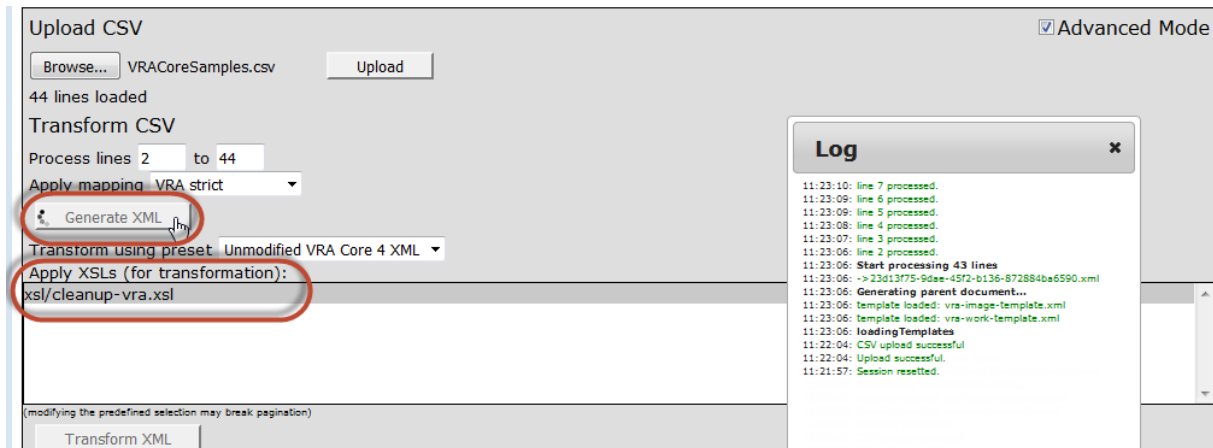 Upload CSV
Advanced Mode
Browse... VRACoreSamples.csv Upload
44 lines loaded
Transform CSV
Process lines 2 to 44
Apply mapping VRA strict
Generate XML
Transform using preset Unmodified VRA Core 4 XML
Apply XSLs (for transformation):
xsl/cleanup-vra.xsl
(modifying the predefined selection may break pagination)
Transform XML
Log
11:23:10: line 7 processed.
11:23:09: line 6 processed.
11:23:09: line 5 processed.
11:23:08: line 4 processed.
11:23:07: line 3 processed.
11:23:06: line 2 processed.
11:23:06: Start processing 43 lines
11:23:06: ->23d13f75-9dae-45f2-b136-872884ba6590.xml
11:23:06: Generating parent document...
11:23:06: template loaded: vra-image-template.xml
11:23:06: template loaded: vra-work-template.xml
11:23:06: loadingTemplates
11:22:04: CSV upload successful
11:22:04: Upload successful.
11:21:57: Session resetted.